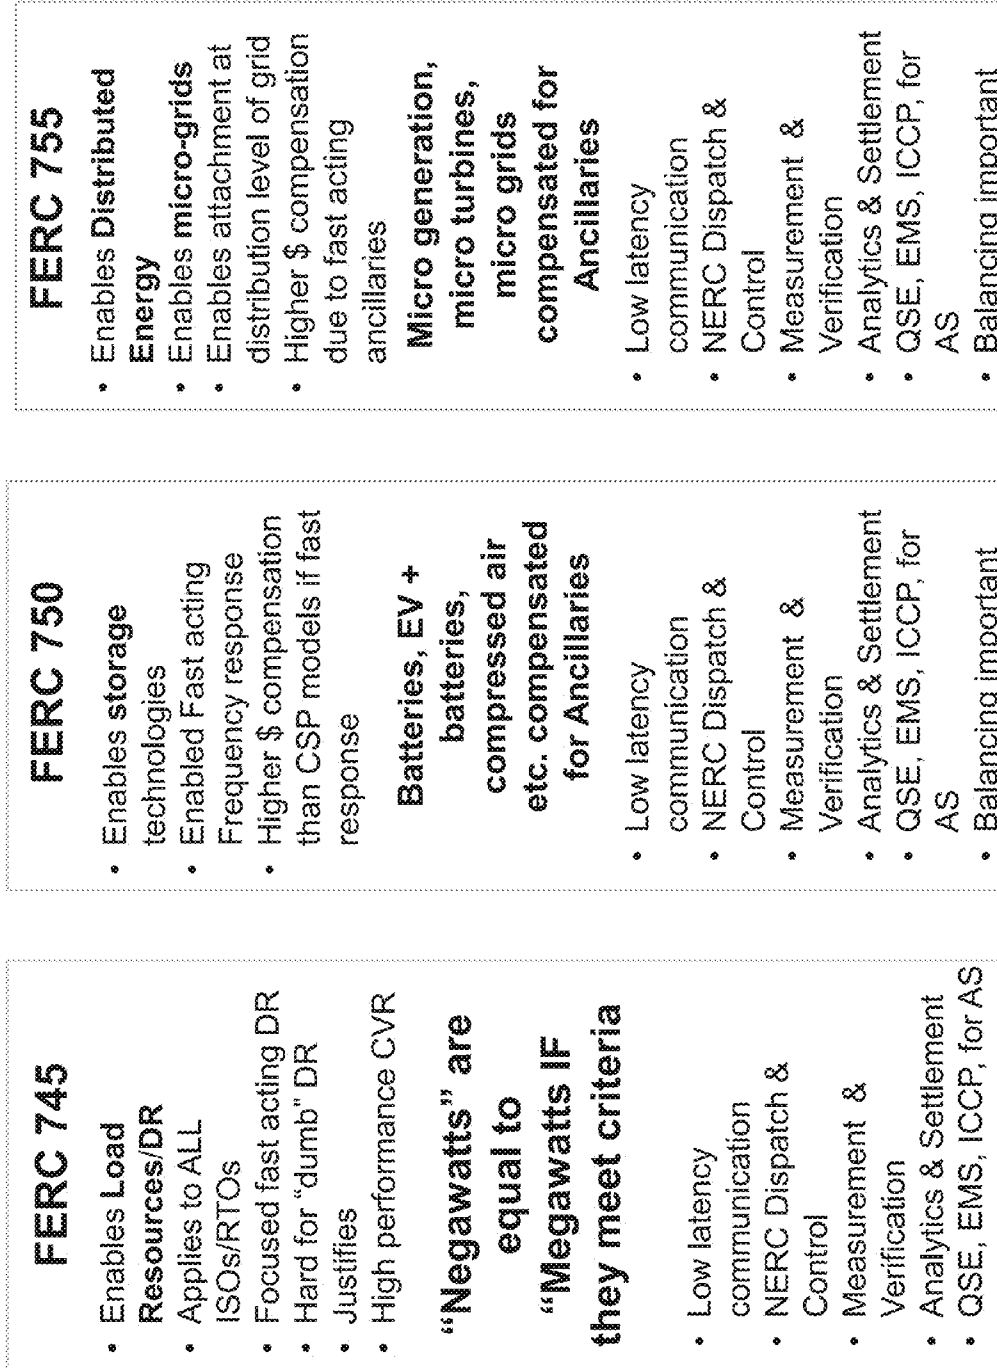 FERC 745
• Enables Load
Resources/DR
• Applies to ALL
ISOs/RTOs
• Focused fast acting DR
• Hard for "dumb" DR
• Justifies
• High performance CVR
“Negawatts” are
equal to
“Megawatts IF
they meet criteria
• Low latency
communication
• NERC Dispatch &
Control
• Measurement &
Verification
• Analytics & Settlement
• QSE, EMS, ICCP, for AS
FERC 750
• Enables storage
technologies
• Enabled Fast acting
Frequency response
• Higher $ compensation
than CSP models if fast
response
Batteries, EV +
batteries,
compressed air
etc. compensated
for Ancillaries
• Low latency
communication
• NERC Dispatch &
Control
• Measurement &
Verification
• Analytics & Settlement
• QSE, EMS, ICCP, for
AS
• Balancing important
FERC 755
• Enables Distributed
Energy
• Enables micro-grids
• Enables attachment at
distribution level of grid
• Higher $ compensation
due to fast acting
ancillaries
Micro generation,
micro turbines,
micro grids
compensated for
Ancillaries
• Low latency
communication
• NERC Dispatch &
Control
• Measurement &
Verification
• Analytics & Settlement
• QSE, EMS, ICCP, for
AS
• Balancing important